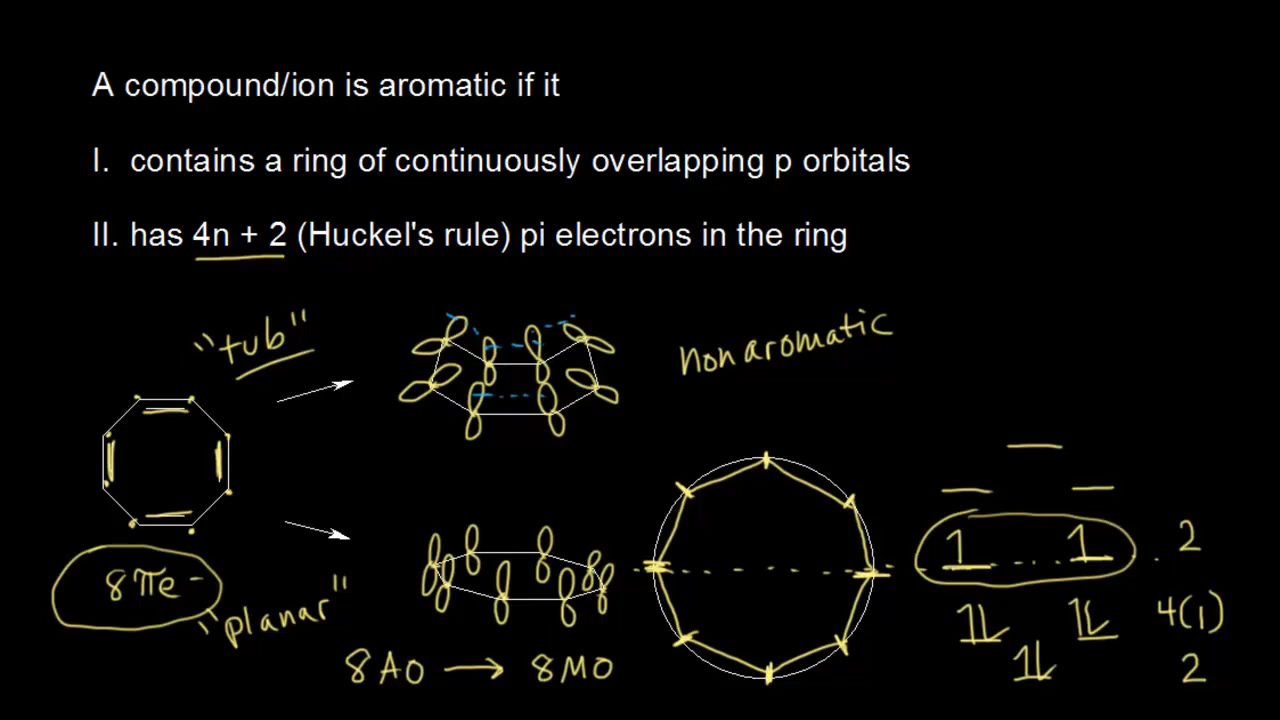 A compound/ion is aromatic if it
I. contains a ring of continuously overlapping p orbitals
II. has 4n + 2 (Huckel's rule) pi electrons in the ring
"tub"
nonaromatic
8πe-
"planar"
8AO → 8MO
2
4(1)
2